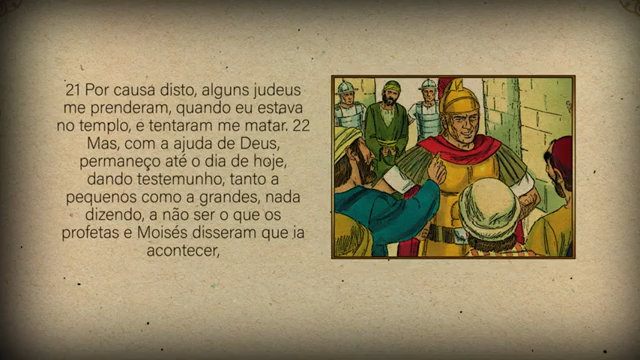 21 Por causa disto, alguns judeus
me prenderam, quando eu estava
no templo, e tentaram me matar. 22
Mas, com a ajuda de Deus,
permaneço até o dia de hoje,
dando testemunho, tanto a
pequenos como a grandes, nada
dizendo, a não ser o que os
profetas e Moisés disseram que ia
acontecer,